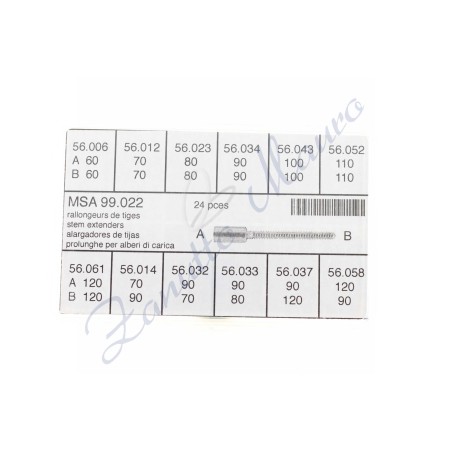 56.006 56.012 56.023 56.034 56.043 56.052
A 60 70 80 90 100 110
B 60 70 80 90 100 110
MSA 99.022 24 pces
rallongeurs de tiges
stem extenders
alargadores de tijas
prolunghe per alberi di carica
A B
56.061 56.014 56.032 56.033 56.037 56.058
A 120 70 90 90 90 120
B 120 90 70 80 120 90
Zanetto Mauro